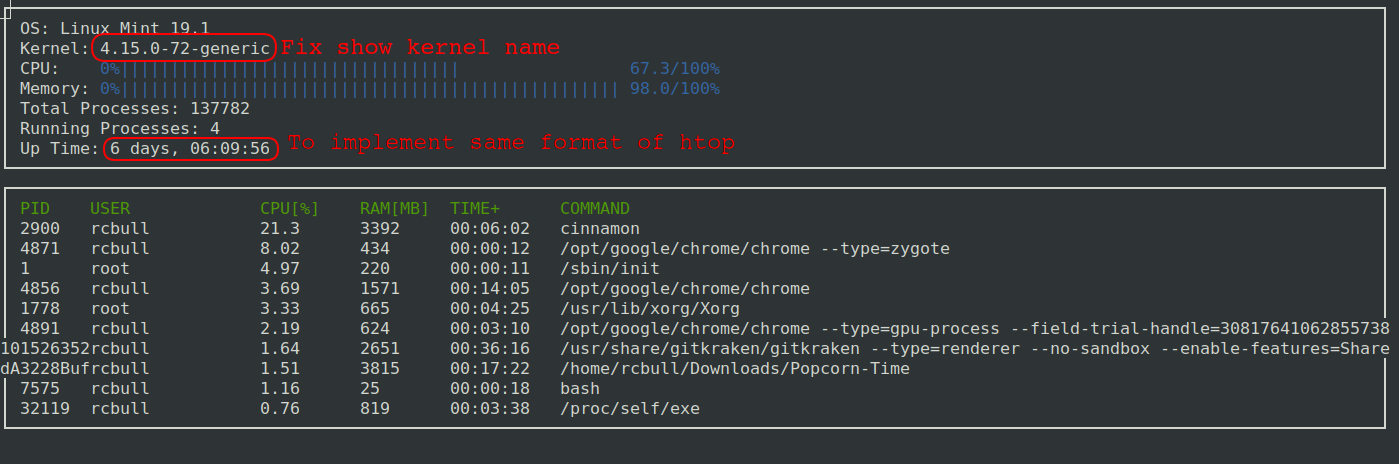 OS: Linux Mint 19.1
Kernel: 4.15.0-72-generic Fix show kernel name
CPU: 0%|||||||||||||||||||||||||||||||||| 67.3/100%
Memory: 0%|||||||||||||||||||||||||||||||||||||||||||||||||| 98.0/100%
Total Processes: 137782
Running Processes: 4
Up Time: 6 days, 06:09:56 To implement same format of htop
PID USER CPU[%] RAM[MB] TIME+ COMMAND
2900 rcbull 21.3 3392 00:06:02 cinnamon
4871 rcbull 8.02 434 00:00:12 /opt/google/chrome/chrome --type=zygote
1 root 4.97 220 00:00:11 /sbin/init
4856 rcbull 3.69 1571 00:14:05 /opt/google/chrome/chrome
1778 root 3.33 665 00:04:25 /usr/lib/xorg/Xorg
4891 rcbull 2.19 624 00:03:10 /opt/google/chrome/chrome --type=gpu-process --field-trial-handle=30817641062855738
101526352rcbull 1.64 2651 00:36:16 /usr/share/gitkraken/gitkraken --type=renderer --no-sandbox --enable-features=Share
dA3228Bufrcbull 1.51 3815 00:17:22 /home/rcbull/Downloads/Popcorn-Time
7575 rcbull 1.16 25 00:00:18 bash
32119 rcbull 0.76 819 00:03:38 /proc/self/exe